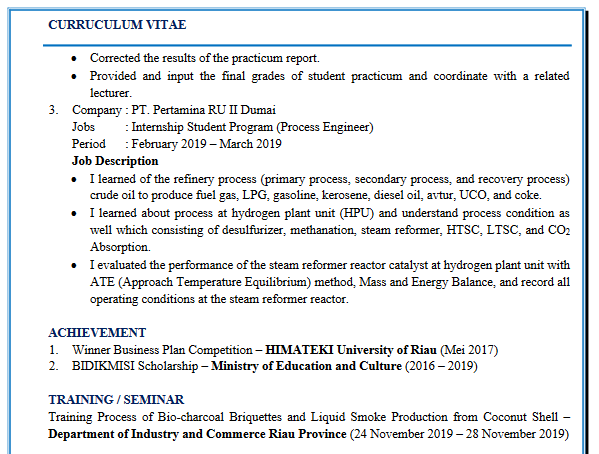 CURRUCULUM VITAE
• Corrected the results of the practicum report.
• Provided and input the final grades of student practicum and coordinate with a related
lecturer.
3. Company : PT. Pertamina RU II Dumai
Jobs : Internship Student Program (Process Engineer)
Period : February 2019 – March 2019
Job Description
• I learned of the refinery process (primary process, secondary process, and recovery process)
crude oil to produce fuel gas, LPG, gasoline, kerosene, diesel oil, avtur, UCO, and coke.
• I learned about process at hydrogen plant unit (HPU) and understand process condition as
well which consisting of desulfurizer, methanation, steam reformer, HTSC, LTSC, and CO₂
Absorption.
• I evaluated the performance of the steam reformer reactor catalyst at hydrogen plant unit with
ATE (Approach Temperature Equilibrium) method, Mass and Energy Balance, and record all
operating conditions at the steam reformer reactor.
ACHIEVEMENT
1. Winner Business Plan Competition – HIMATEKI University of Riau (Mei 2017)
2. BIDIKMISI Scholarship – Ministry of Education and Culture (2016 – 2019)
TRAINING / SEMINAR
Training Process of Bio-charcoal Briquettes and Liquid Smoke Production from Coconut Shell –
Department of Industry and Commerce Riau Province (24 November 2019 – 28 November 2019)